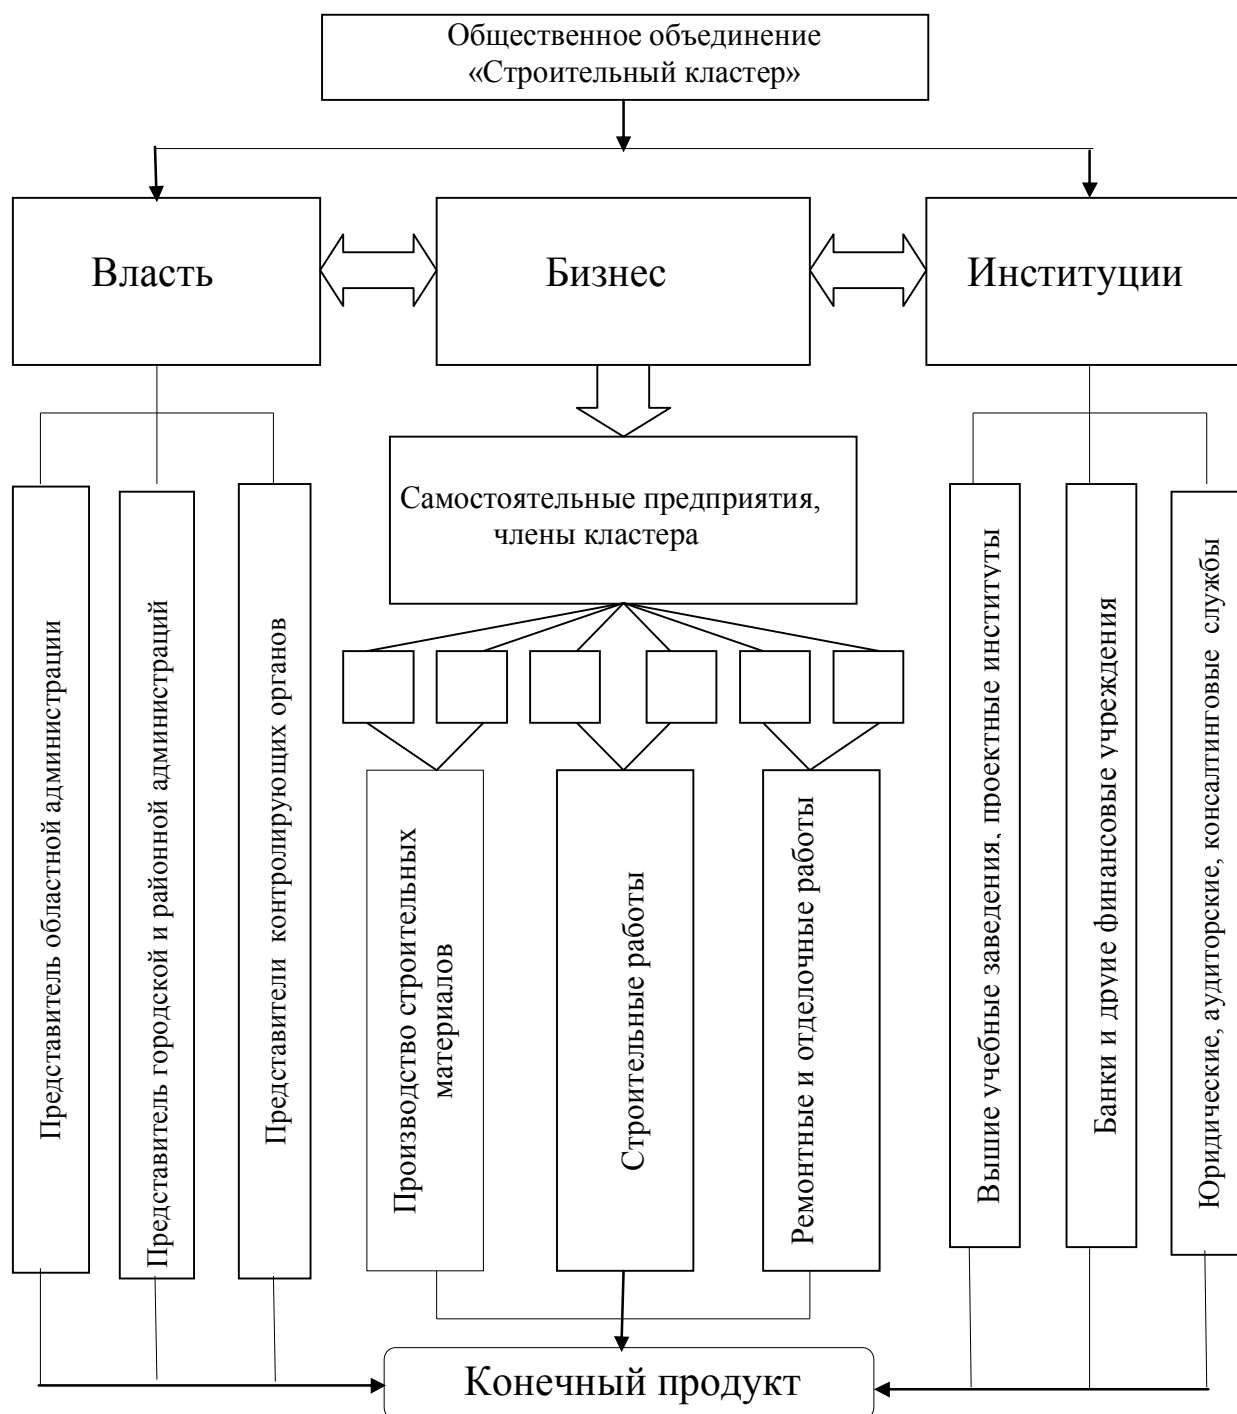 Общественное объединение
«Строительный кластер»
Власть
Бизнес
Институции
Самостоятельные предприятия,
члены кластера
Представитель областной администрации
Представитель городской и районной администраций
Представители контролирующих органов
Производство строительных
материалов
Строительные работы
Ремонтные и отделочные работы
Вышие учебные заведения, проектные институты
Банки и друие финансовые учреждения
Юридические, аудиторские, консалтинговые службы
Конечный продукт